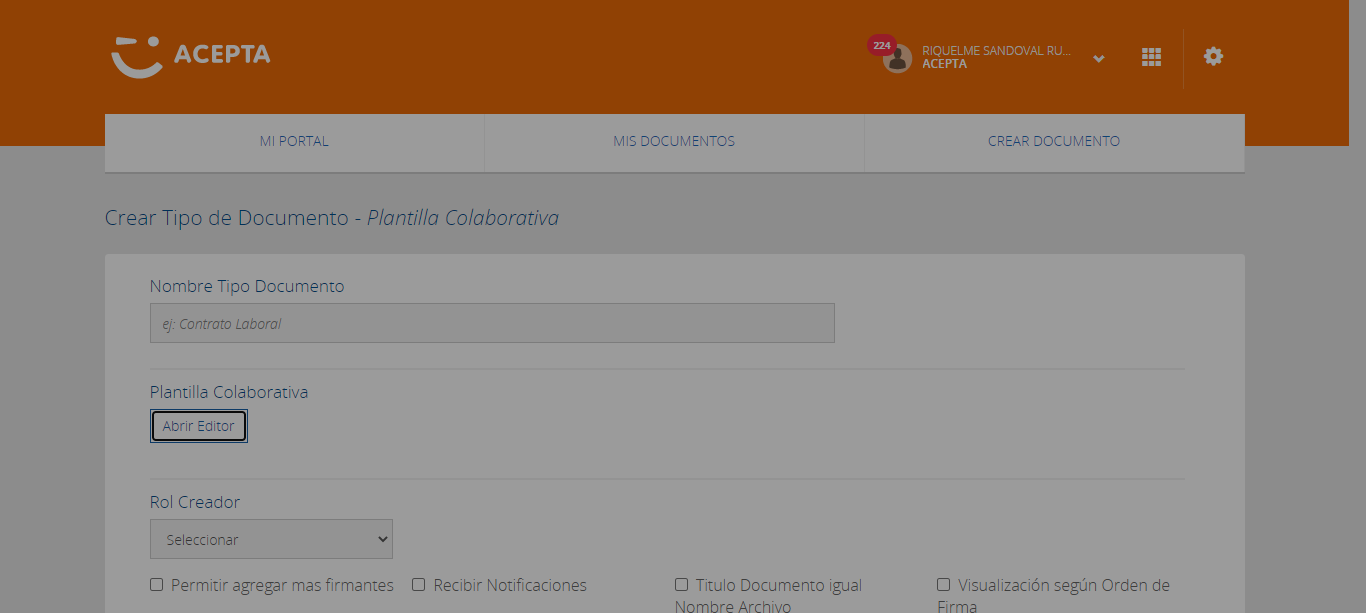 ACEPTA
224
RIQUELME SANDOVAL RU...
ACEPTA
MI PORTAL
MIS DOCUMENTOS
CREAR DOCUMENTO
Crear Tipo de Documento - Plantilla Colaborativa
Nombre Tipo Documento
ej: Contrato Laboral
Plantilla Colaborativa
Abrir Editor
Rol Creador
Seleccionar
Permitir agregar mas firmantes
Recibir Notificaciones
Titulo Documento igual
Nombre Archivo
Visualización según Orden de
Firma